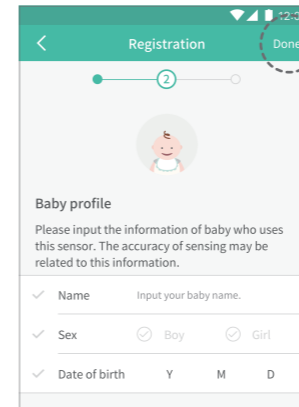 Registration
Done
2
Baby profile
Please input the information of baby who uses
this sensor. The accuracy of sensing may be
related to this information.
Name Input your baby name.
Sex Boy Girl
Date of birth Y M D